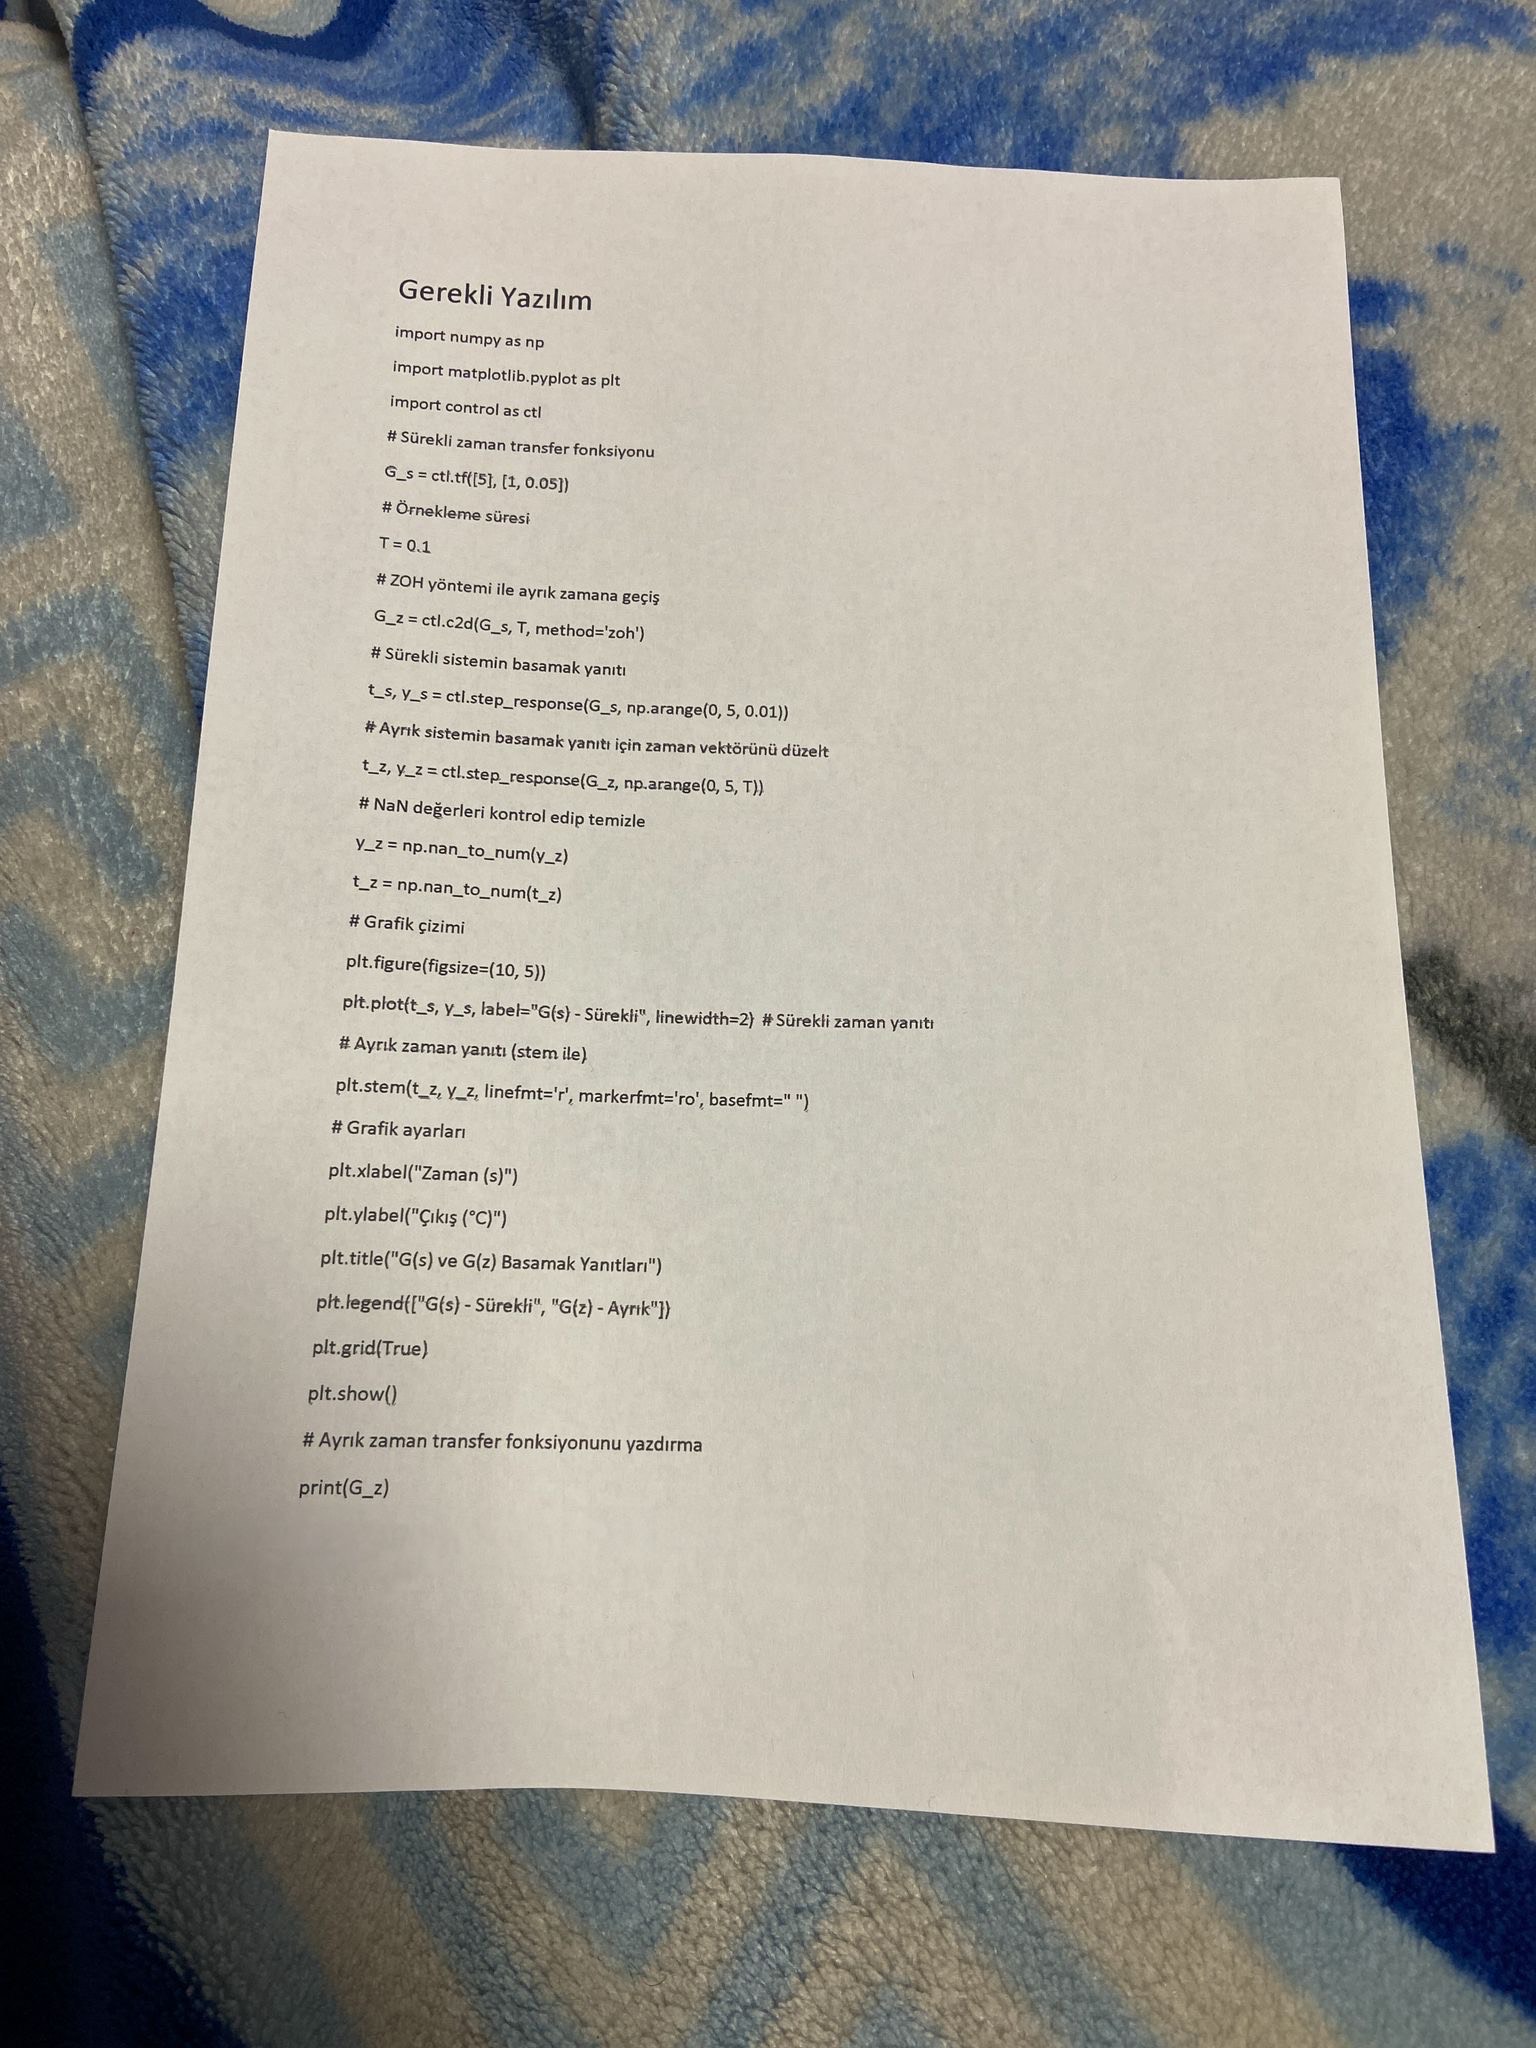 Gerekli Yazılım
import numpy as np
import matplotlib.pyplot as plt
import control as ctl
# Sürekli zaman transfer fonksiyonu
G_s = ctl.tf([5], [1, 0.05])
# Örnekleme süresi
T = 0.1
# ZOH yöntemi ile ayrık zamana geçiş
G_z = ctl.c2d(G_s, T, method='zoh')
# Sürekli sistemin basamak yanıtı
t_s, y_s = ctl.step_response(G_s, np.arange(0, 5, 0.01))
# Ayrık sistemin basamak yanıtı için zaman vektörünü düzelt
t_z, y_z = ctl.step_response(G_z, np.arange(0, 5, T))
# NaN değerleri kontrol edip temizle
y_z = np.nan_to_num(y_z)
t_z = np.nan_to_num(t_z)
# Grafik çizimi
plt.figure(figsize=(10, 5))
plt.plot(t_s, y_s, label="G(s) - Sürekli", linewidth=2) # Sürekli zaman yanıtı
# Ayrık zaman yanıtı (stem ile)
plt.stem(t_z, y_z, linefmt='r', markerfmt='ro', basefmt=" ")
# Grafik ayarları
plt.xlabel("Zaman (s)")
plt.ylabel("Çıkış (°C)")
plt.title("G(s) ve G(z) Basamak Yanıtları")
plt.legend(["G(s) - Sürekli", "G(z) - Ayrık"])
plt.grid(True)
plt.show()
# Ayrık zaman transfer fonksiyonunu yazdırma
print(G_z)